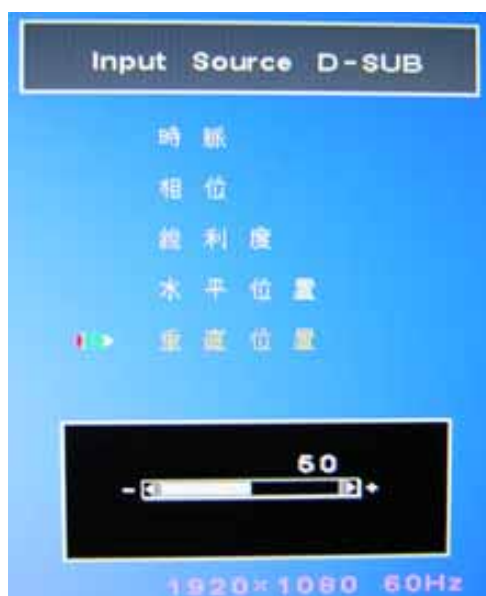 Input Source D-SUB
時脈
相位
銳利度
水平位置
垂直位置
50
- +
1920×1080 60Hz